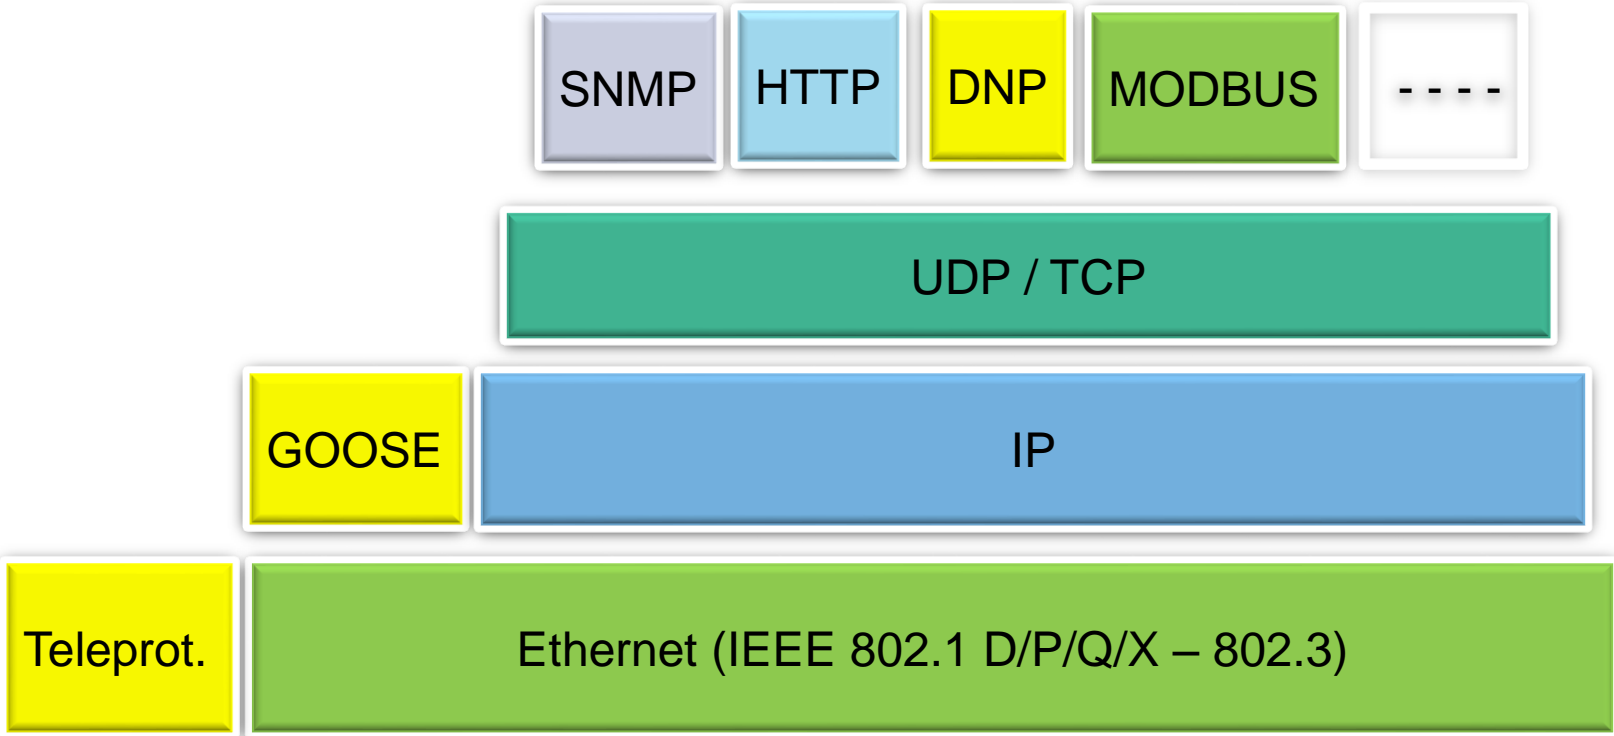 SNMP
HTTP
DNP
MODBUS
- - - -
UDP / TCP
GOOSE
IP
Teleprot.
Ethernet (IEEE 802.1 D/P/Q/X – 802.3)